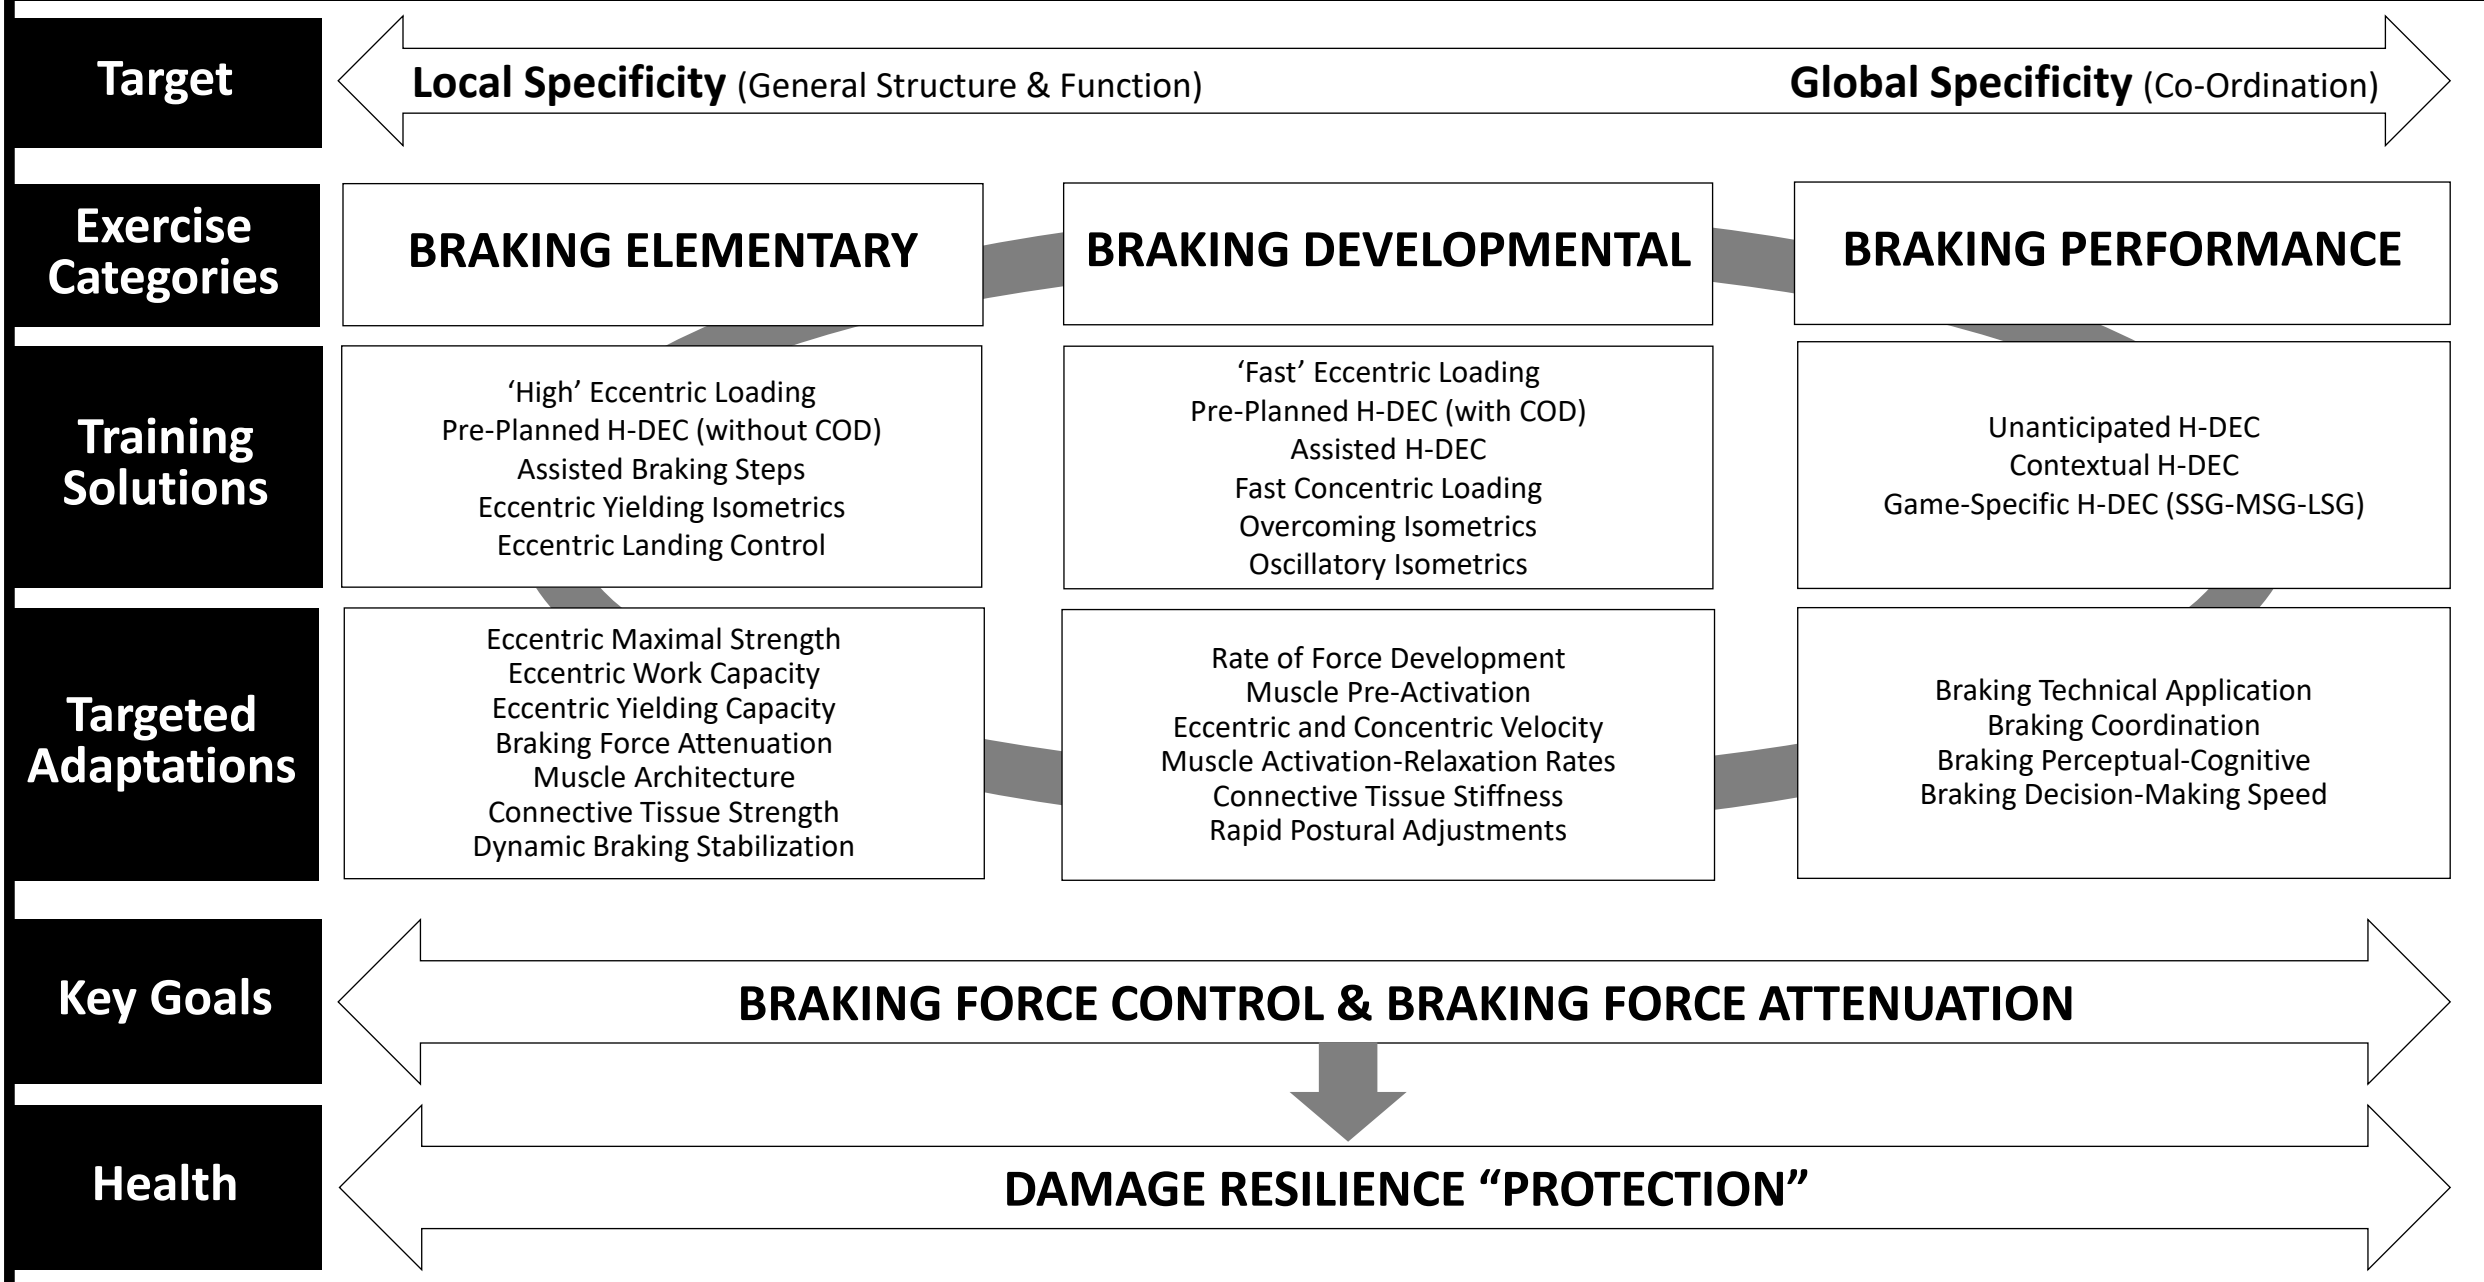 Target
Local Specificity (General Structure & Function)
Global Specificity (Co-Ordination)
Exercise
Categories
BRAKING ELEMENTARY
BRAKING DEVELOPMENTAL
BRAKING PERFORMANCE
Training
Solutions
‘High’ Eccentric Loading
Pre-Planned H-DEC (without COD)
Assisted Braking Steps
Eccentric Yielding Isometrics
Eccentric Landing Control
‘Fast’ Eccentric Loading
Pre-Planned H-DEC (with COD)
Assisted H-DEC
Fast Concentric Loading
Overcoming Isometrics
Oscillatory Isometrics
Unanticipated H-DEC
Contextual H-DEC
Game-Specific H-DEC (SSG-MSG-LSG)
Targeted
Adaptations
Eccentric Maximal Strength
Eccentric Work Capacity
Eccentric Yielding Capacity
Braking Force Attenuation
Muscle Architecture
Connective Tissue Strength
Dynamic Braking Stabilization
Rate of Force Development
Muscle Pre-Activation
Eccentric and Concentric Velocity
Muscle Activation-Relaxation Rates
Connective Tissue Stiffness
Rapid Postural Adjustments
Braking Technical Application
Braking Coordination
Braking Perceptual-Cognitive
Braking Decision-Making Speed
Key Goals
BRAKING FORCE CONTROL & BRAKING FORCE ATTENUATION
Health
DAMAGE RESILIENCE “PROTECTION”